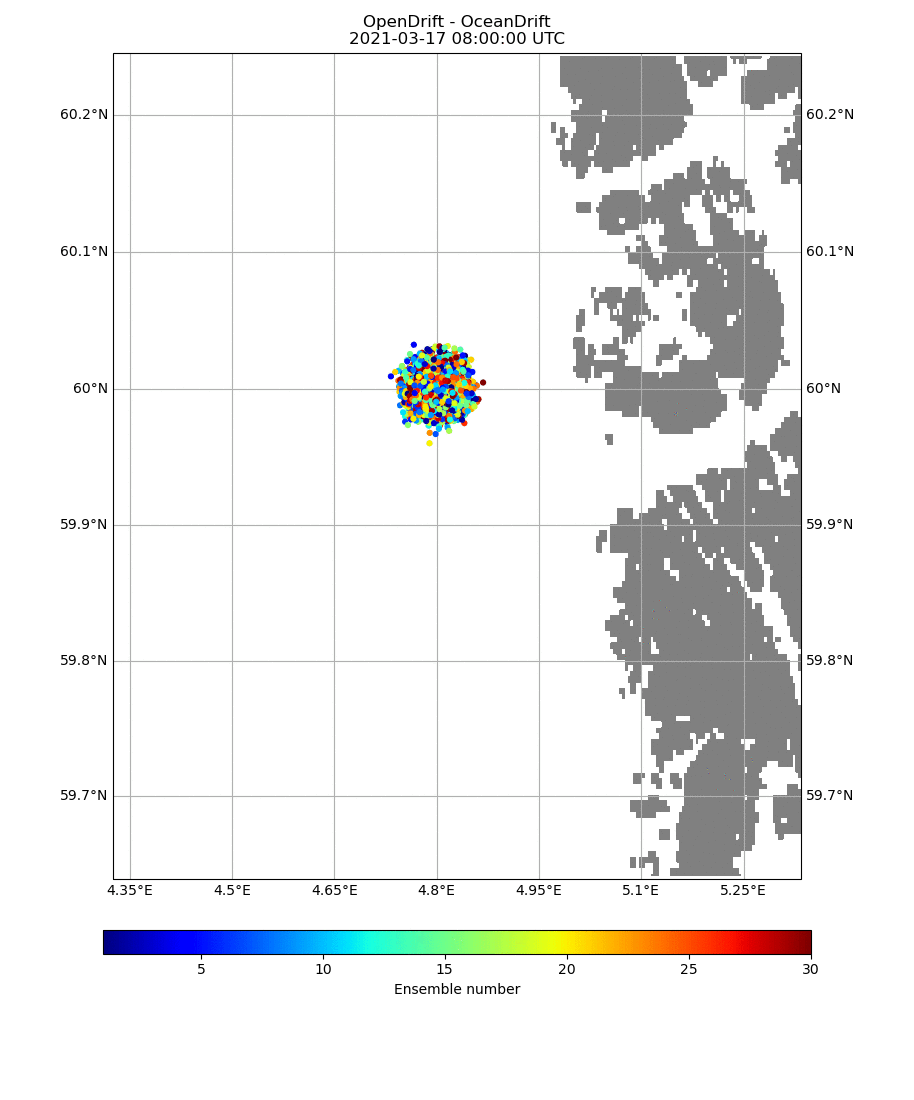 OpenDrift - OceanDrift
2021-03-17 08:00:00 UTC
60.2°N 60.2°N
60.1°N 60.1°N
60°N 60°N
59.9°N 59.9°N
59.8°N 59.8°N
59.7°N 59.7°N
4.35°E 4.5°E 4.65°E 4.8°E 4.95°E 5.1°E 5.25°E
5 10 15 20 25 30
Ensemble number